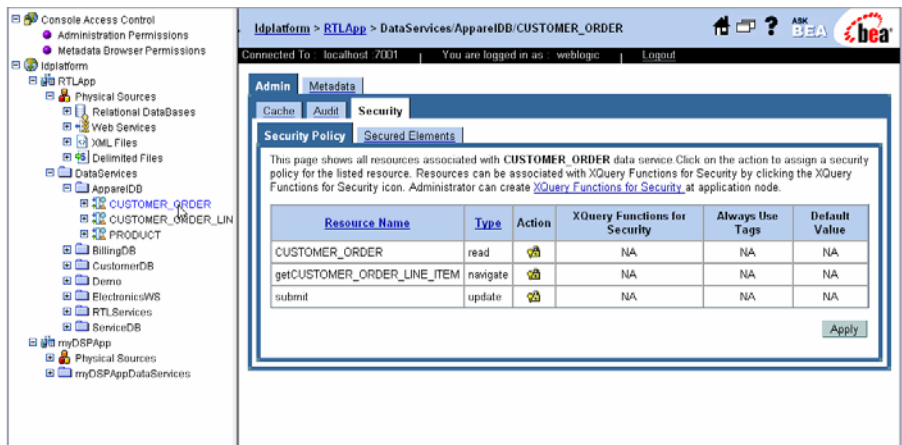 Console Access Control
Administration Permissions
Metadata Browser Permissions
ldplatform
RTLApp
Physical Sources
Relational DataBases
Web Services
XML Files
Delimited Files
DataServices
ApparelDB
CUSTOMER_ORDER
CUSTOMER_ORDER_LIN
PRODUCT
BillingDB
CustomerDB
Demo
ElectronicsWS
RTLServices
ServiceDB
myDSPApp
Physical Sources
myDSPAppDataServices
ldplatform > RTLApp > DataServices/ApparelDB/CUSTOMER_ORDER
? ASK BEA bea
Connected To : localhost :7001 | You are logged in as : weblogic | Logout
Admin Metadata
Cache Audit Security
Security Policy Secured Elements
This page shows all resources associated with CUSTOMER_ORDER data service.Click on the action to assign a security
policy for the listed resource. Resources can be associated with XQuery Functions for Security by clicking the XQuery
Functions for Security icon. Administrator can create XQuery Functions for Security at application node.
Resource Name Type Action XQuery Functions for Security Always Use Tags Default Value
CUSTOMER_ORDER read NA NA NA
getCUSTOMER_ORDER_LINE_ITEM navigate NA NA NA
submit update NA NA NA
Apply